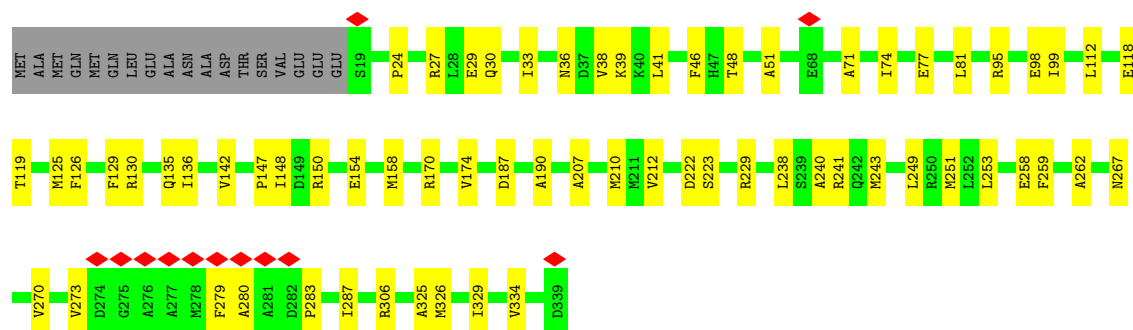 MET ALA MET GLN MET GLN LEU GLU ALA ASN ALA ASP THR SER VAL GLU GLU GLU S19 P24 R27 L28 E29 Q30 I33 N36 D37 V38 K39 K40 L41 F46 H47 T48 A51 E68 A71 I74 E77 L81 R95 E98 I99 L112 E118
T119 M125 F126 F129 R130 Q135 I136 V142 P147 I148 D149 R150 E154 M158 R170 V174 D187 A190 A207 M210 M211 V212 D222 S223 R229 L238 S239 A240 R241 Q242 M243 L249 R250 M251 L252 L253 E258 F259 A262 N267
V270 V273 D274 G275 A276 A277 M278 F279 A280 A281 D282 P283 I287 R306 A325 M326 I329 V334 D339